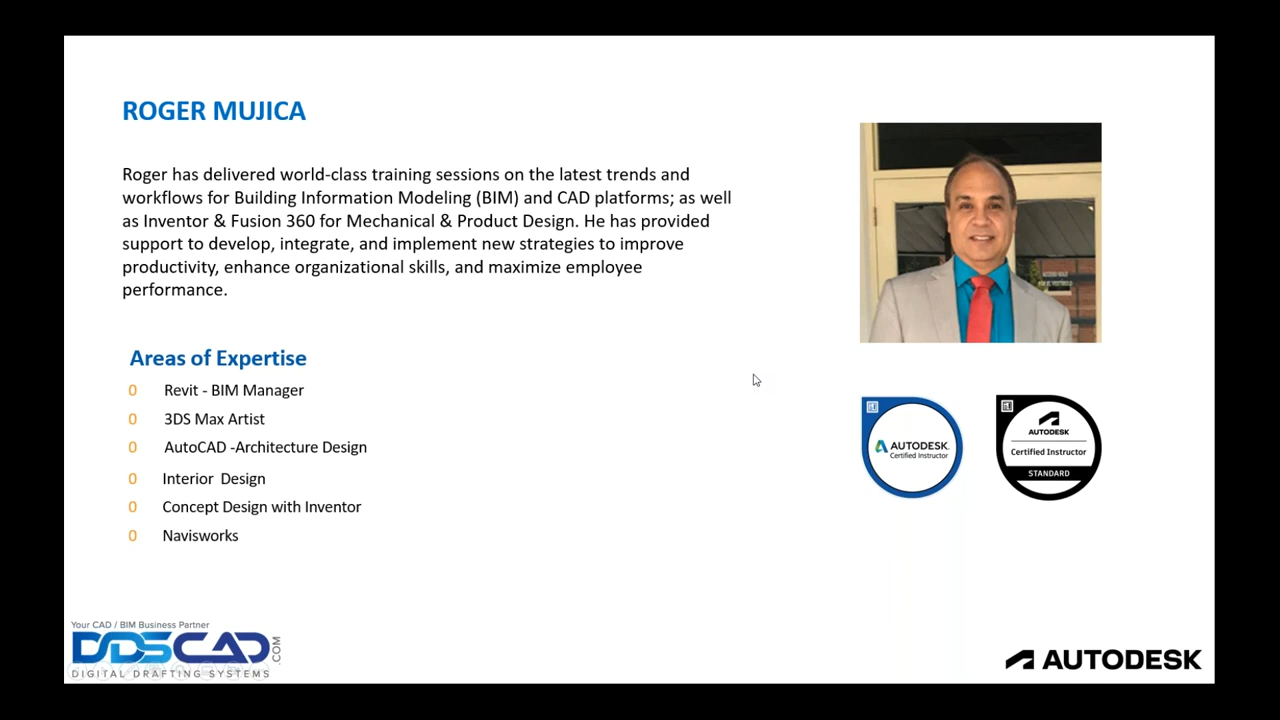 ROGER MUJICA
Roger has delivered world-class training sessions on the latest trends and
workflows for Building Information Modeling (BIM) and CAD platforms; as well
as Inventor & Fusion 360 for Mechanical & Product Design. He has provided
support to develop, integrate, and implement new strategies to improve
productivity, enhance organizational skills, and maximize employee
performance.
Areas of Expertise
0 Revit - BIM Manager
0 3DS Max Artist
0 AutoCAD -Architecture Design
0 Interior Design
0 Concept Design with Inventor
0 Navisworks
AUTODESK
Certified Instructor
AUTODESK
Certified Instructor
STANDARD
Your CAD / BIM Business Partner
DDSCAD
.COM
DIGITAL DRAFTING SYSTEMS
AUTODESK